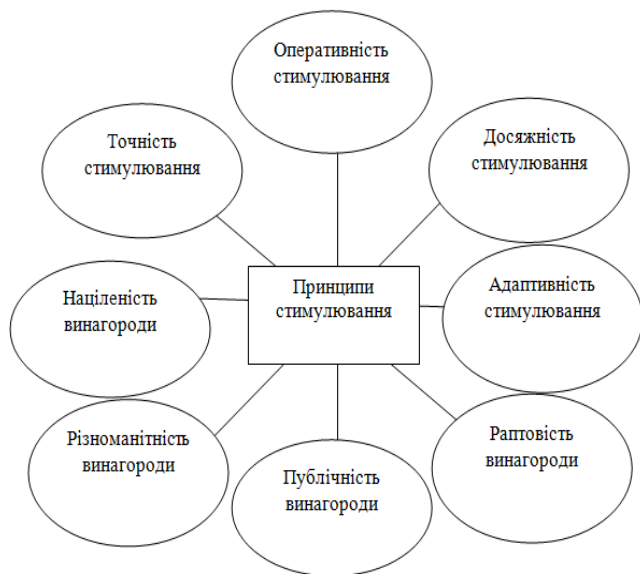 Оперативність
стимулювання
Точність
стимулювання
Досяжність
стимулювання
Націленість
винагороди
Принципи
стимулювання
Адаптивність
стимулювання
Різноманітність
винагороди
Публічність
винагороди
Раптовість
винагороди